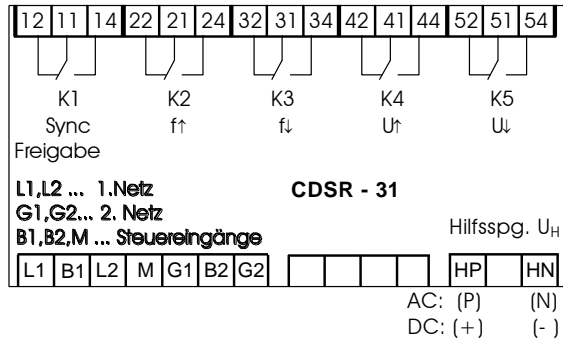 12 11 14 22 21 24 32 31 34 42 41 44 52 51 54
K1 K2 K3 K4 K5
Sync f↑ f↓ U↑ U↓
Freigabe
L1,L2 ... 1.Netz CDSR - 31
G1,G2... 2. Netz
B1,B2,M ... Steuereingänge Hilfsspg. UH
L1 B1 L2 M G1 B2 G2 HP HN
AC: (P) (N)
DC: (+) (-)